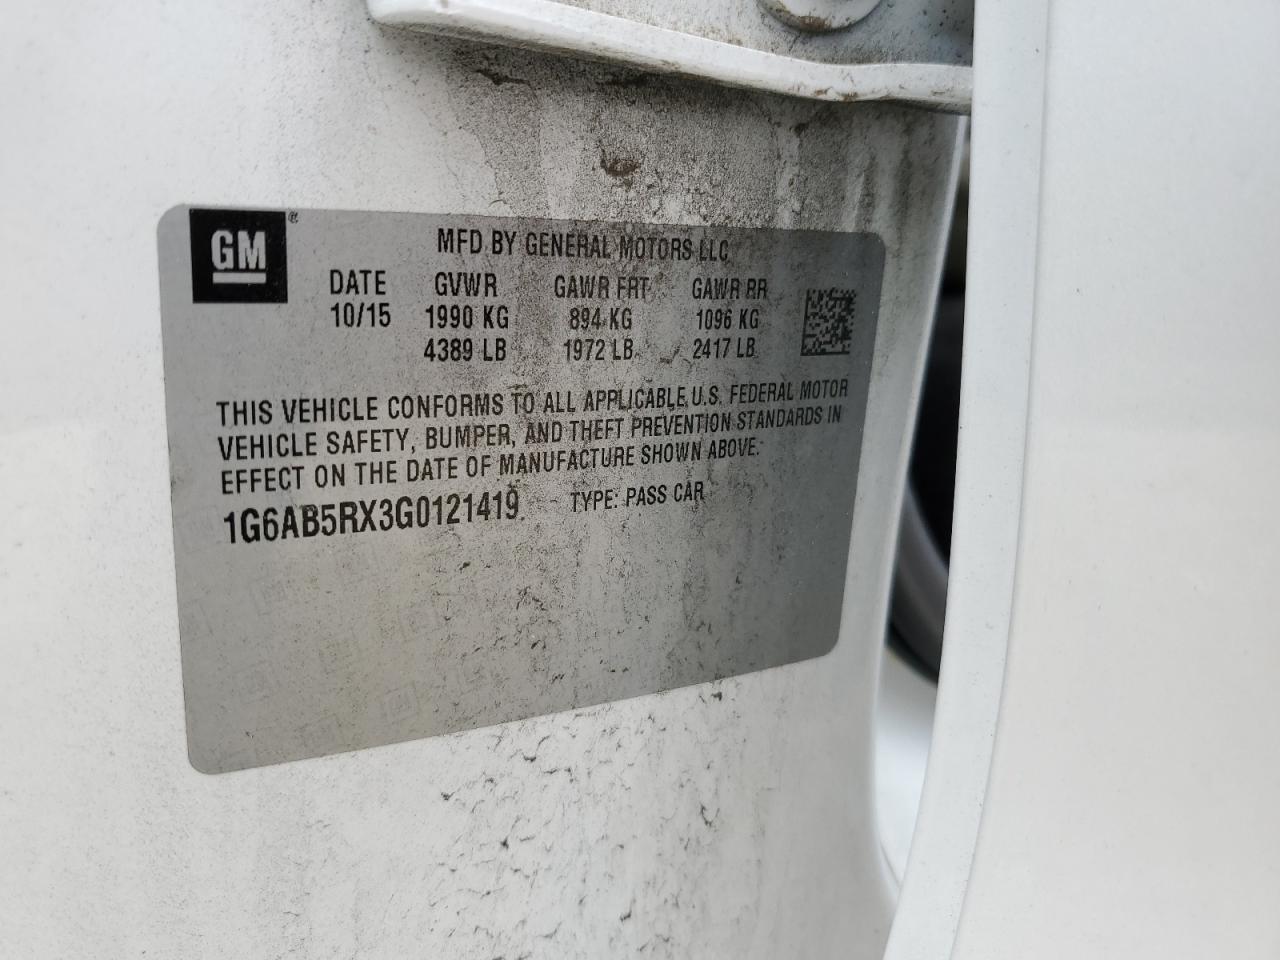 GM®
MFD BY GENERAL MOTORS LLC
DATE GVWR GAWR FRT GAWR RR
10/15 1990 KG 894 KG 1096 KG
4389 LB 1972 LB 2417 LB
THIS VEHICLE CONFORMS TO ALL APPLICABLE U.S. FEDERAL MOTOR
VEHICLE SAFETY, BUMPER, AND THEFT PREVENTION STANDARDS IN
EFFECT ON THE DATE OF MANUFACTURE SHOWN ABOVE.
1G6AB5RX3G0121419 TYPE: PASS CAR